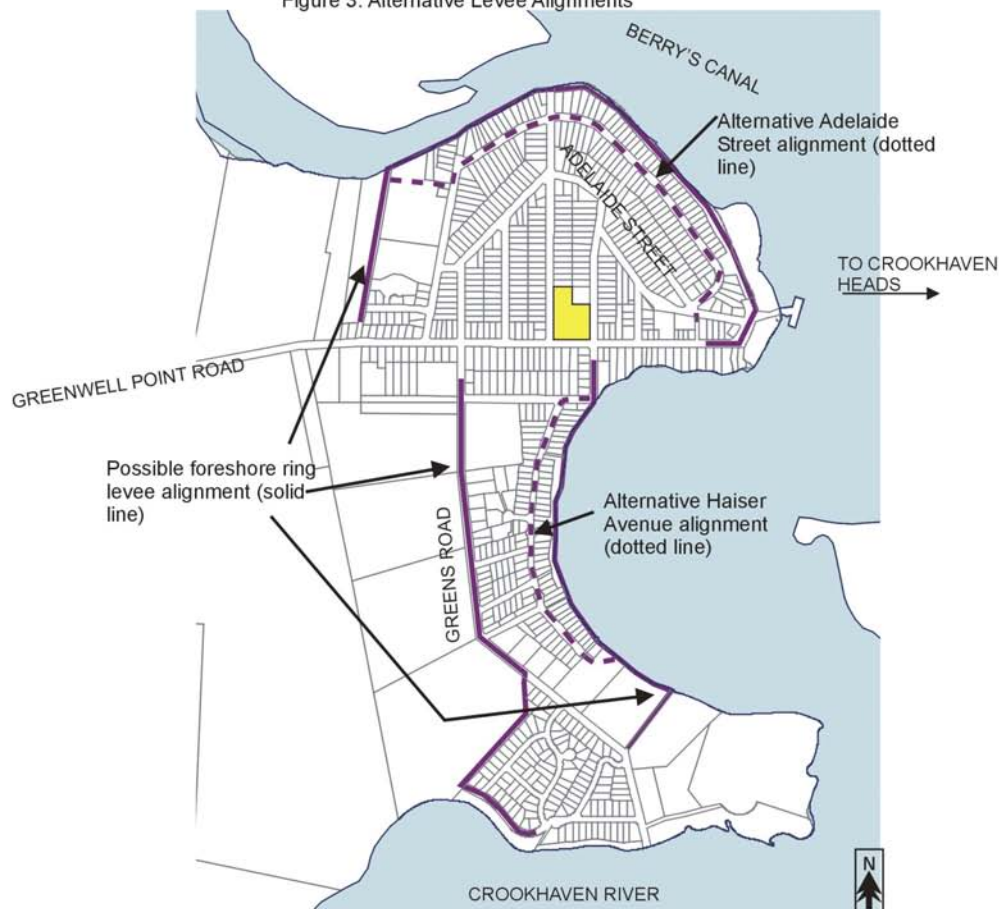 Figure 3: Alternative Levee Alignments
BERRY'S CANAL
Alternative Adelaide
Street alignment (dotted
line)
ADELAIDE STREET
TO CROOKHAVEN
HEADS
GREENWELL POINT ROAD
Possible foreshore ring
levee alignment (solid
line)
Alternative Haiser
Avenue alignment
(dotted line)
GREENS ROAD
CROOKHAVEN RIVER
N